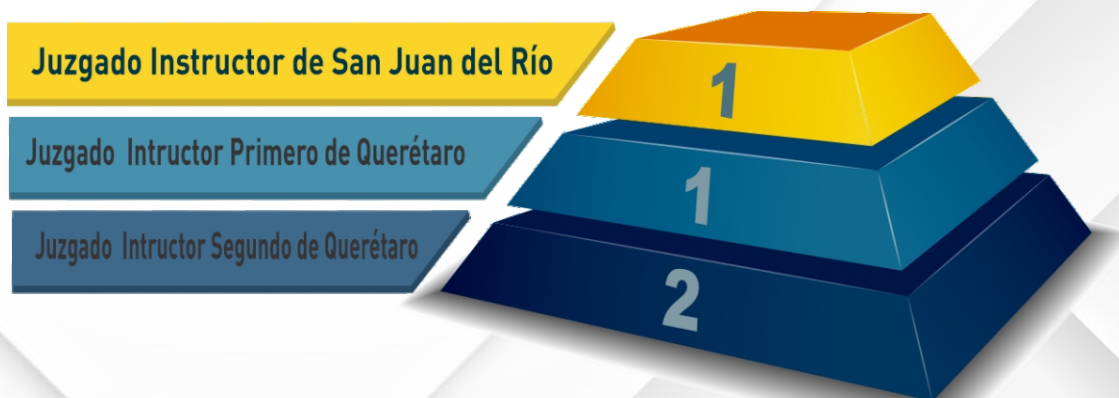 Juzgado Instructor de San Juan del Río
1
Juzgado Intructor Primero de Querétaro
1
Juzgado Intructor Segundo de Querétaro
2